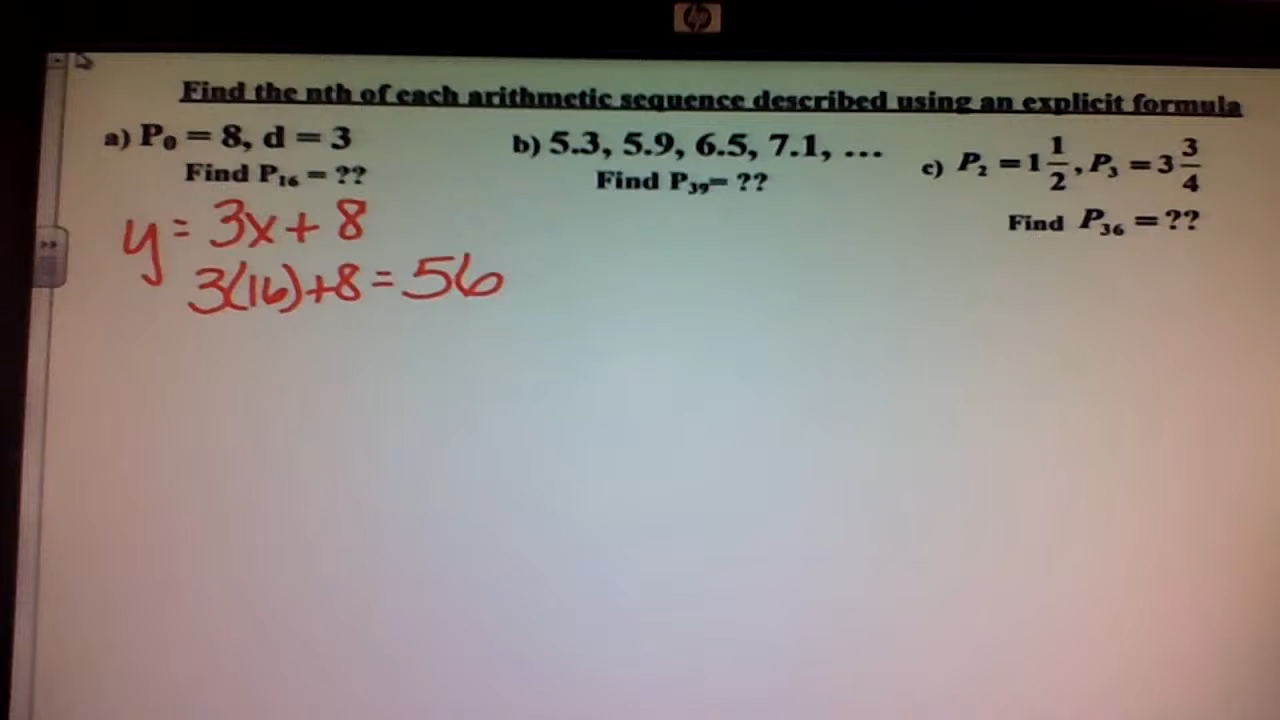 hp
Find the nth of each arithmetic sequence described using an explicit formula
a) P₀ = 8, d = 3
Find P₁₆ = ??
y = 3x + 8
3(16)+8 = 56
b) 5.3, 5.9, 6.5, 7.1, ...
Find P₃₉= ??
c) P₂ = 1 1/2, P₃ = 3 3/4
Find P₃₆ = ??